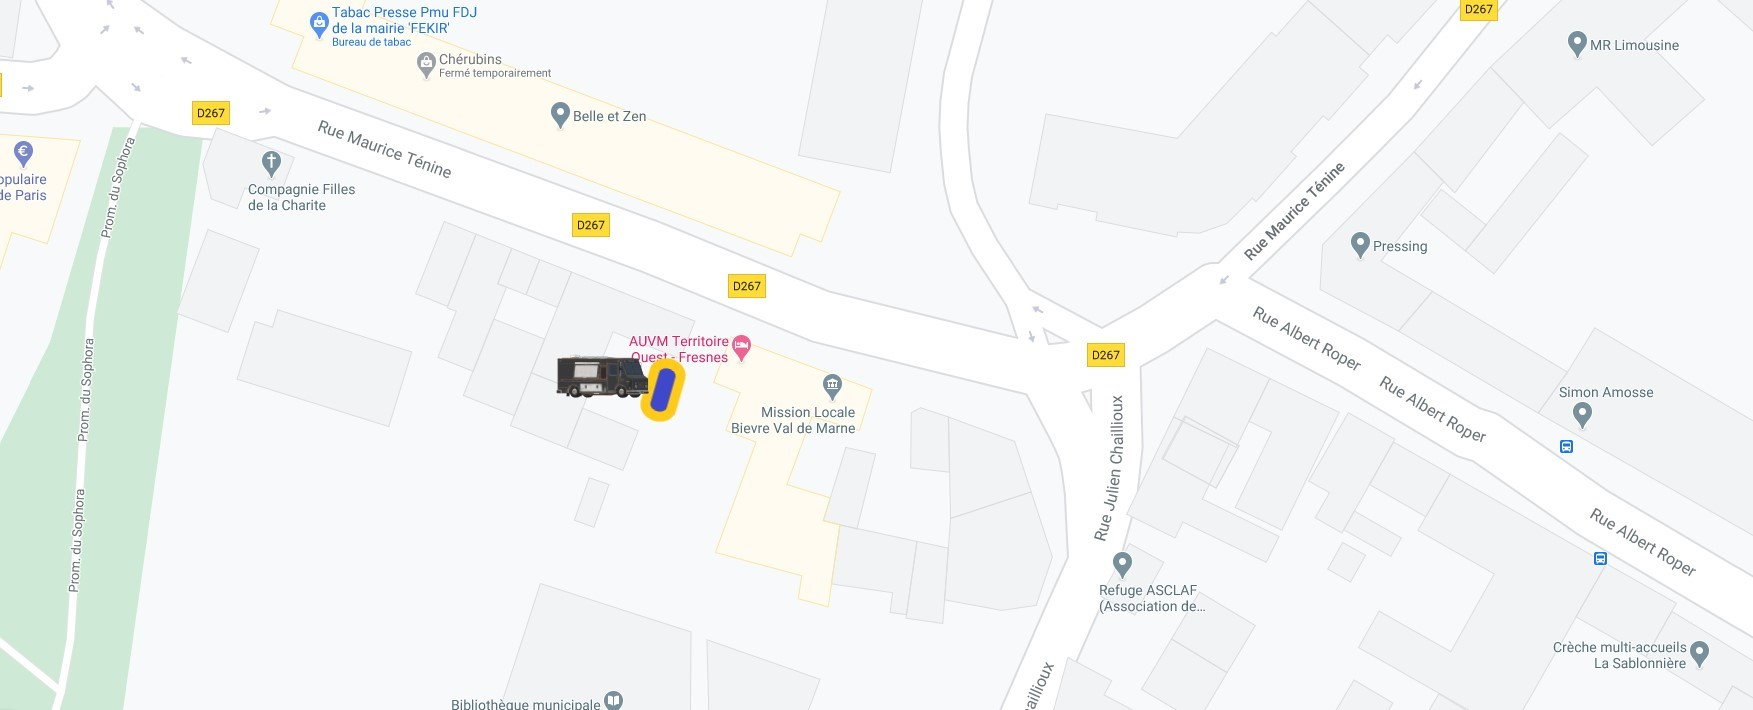 Tabac Presse Pmu FDJ
de la mairie 'FEKIR'
Bureau de tabac
Chérubins
Fermé temporairement
D267
MR Limousine
D267
Belle et Zen
Rue Maurice Ténine
€
opulaire
de Paris
Prom. du Sophora
Compagnie Filles
de la Charite
D267
Rue Maurice Ténine
Pressing
D267
Rue Albert Roper
AUVM Territoire
Ouest - Fresnes
D267
Prom. du Sophora
Mission Locale
Bievre Val de Marne
Rue Julien Chaillioux
Rue Albert Roper
Simon Amosse
Prom. du Sophora
Rue Albert Roper
Refuge ASCLAF
(Association de...
Crèche multi-accueils
La Sablonnière
aillioux
Bibliothèque municipale